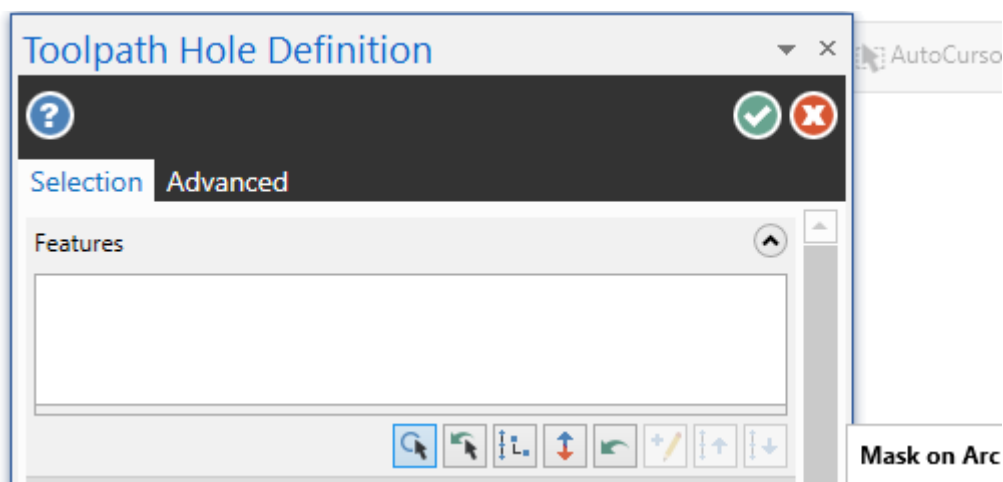 Toolpath Hole Definition
AutoCurso
Selection Advanced
Features
Mask on Arc